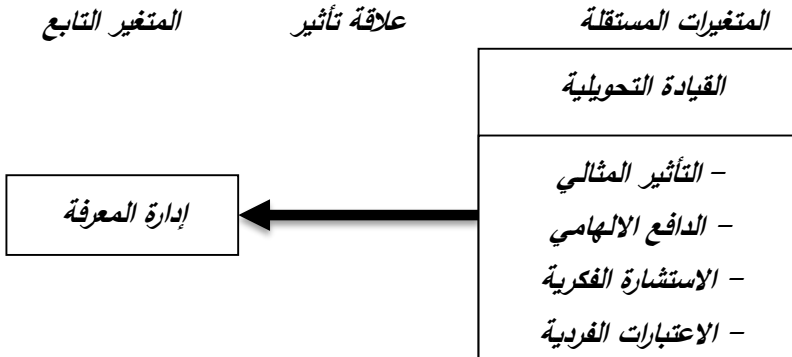 المتغيرات المستقلة علاقة تأثير المتغير التابع
القيادة التحويلية
– التأثير المثالي
– الدافع الالهامي
– الاستشارة الفكرية
– الاعتبارات الفردية
إدارة المعرفة